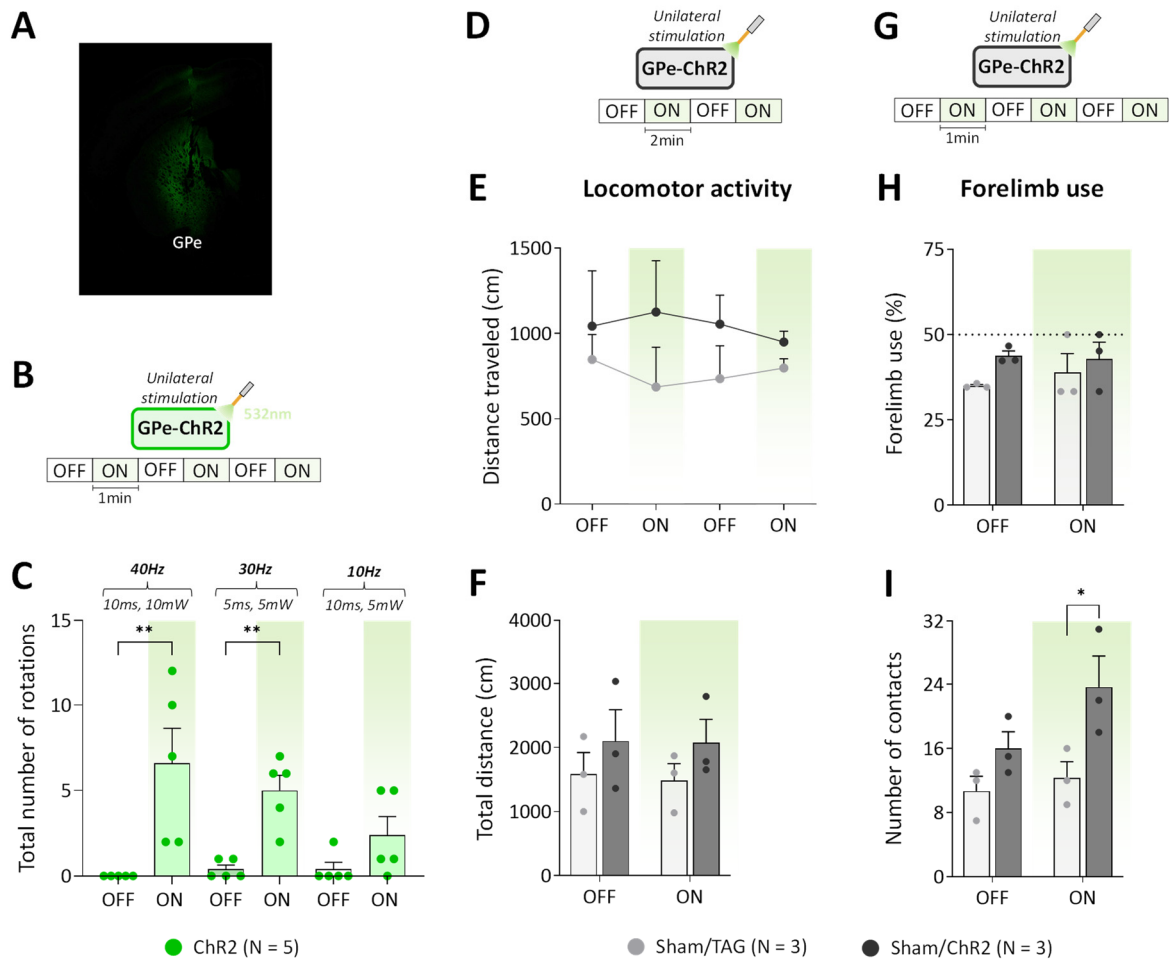 A
GPe
B
Unilateral
stimulation
532nm
GPe-ChR2
OFF ON OFF ON OFF ON
1min
C
40Hz 30Hz 10Hz
10ms, 10mW 5ms, 5mW 10ms, 5mW
** **
Total number of rotations
15
10
5
0
OFF ON OFF ON OFF ON
ChR2 (N = 5)
D
Unilateral
stimulation
GPe-ChR2
OFF ON OFF ON
2min
E
Locomotor activity
Distance traveled (cm)
1500
1000
500
0
OFF ON OFF ON
F
Total distance (cm)
4000
3000
2000
1000
0
OFF ON
G
Unilateral
stimulation
GPe-ChR2
OFF ON OFF ON OFF ON
1min
H
Forelimb use
Forelimb use (%)
75
50
25
0
OFF ON
I
*
Number of contacts
32
24
16
8
0
OFF ON
Sham/TAG (N = 3) Sham/ChR2 (N = 3)